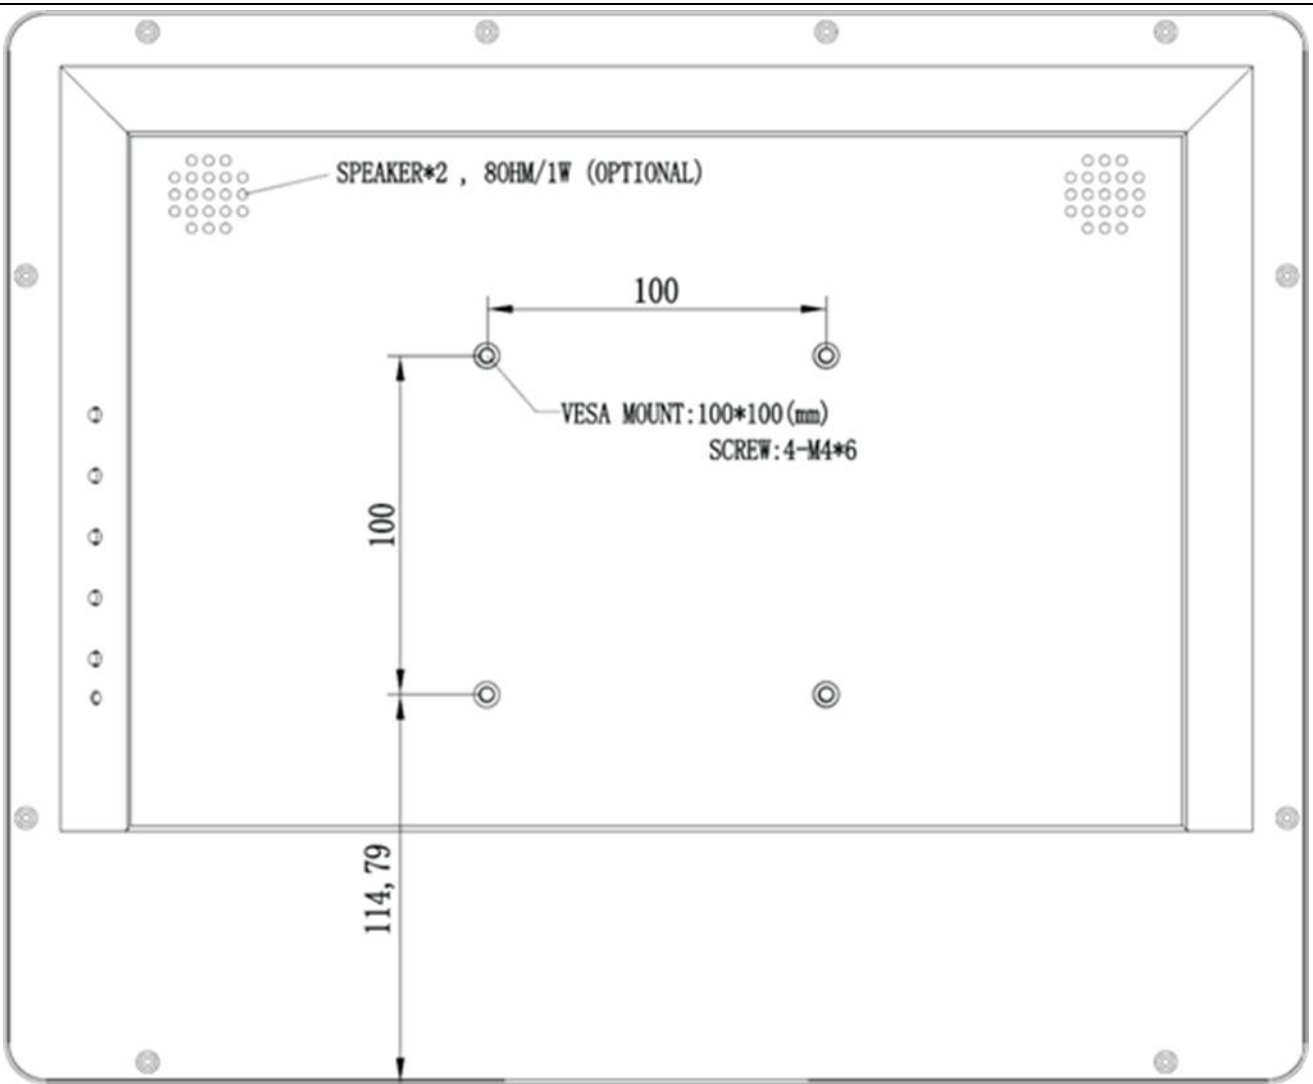 SPEAKER*2 , 8OHM/1W (OPTIONAL)
100
VESA MOUNT:100*100(mm)
SCREW:4-M4*6
100
114,79